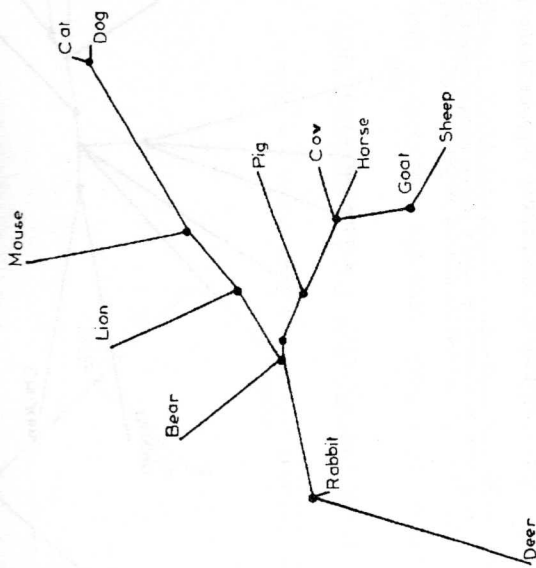 Cat
Dog
Mouse
Pig
Cow
Horse
Sheep
Goat
Lion
Bear
Rabbit
Deer